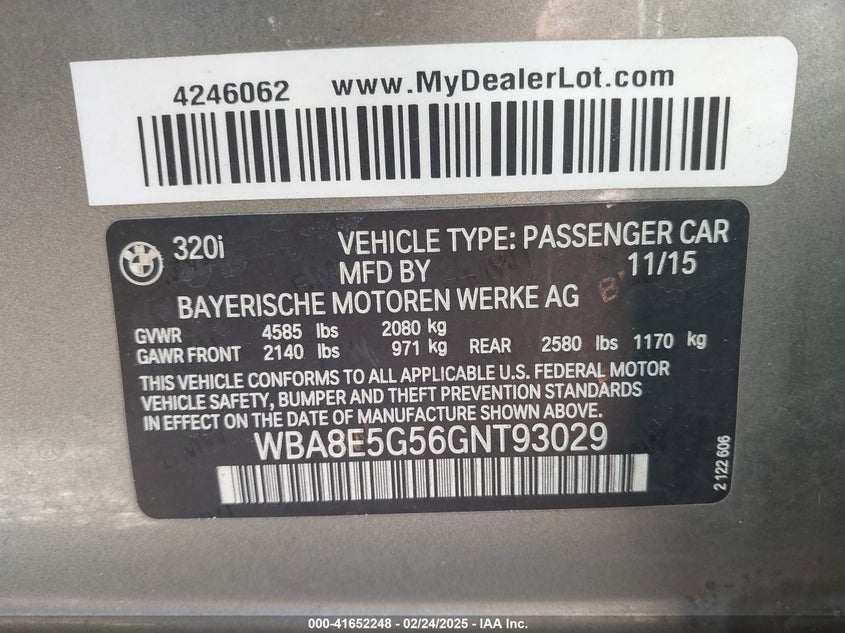 4246062 www.MyDealerLot.com
320i VEHICLE TYPE: PASSENGER CAR
MFD BY 11/15
BAYERISCHE MOTOREN WERKE AG
GVWR 4585 lbs 2080 kg
GAWR FRONT 2140 lbs 971 kg REAR 2580 lbs 1170 kg
THIS VEHICLE CONFORMS TO ALL APPLICABLE U.S. FEDERAL MOTOR
VEHICLE SAFETY, BUMPER AND THEFT PREVENTION STANDARDS
IN EFFECT ON THE DATE OF MANUFACTURE SHOWN ABOVE.
WBA8E5G56GNT93029
2 122 606
000-41652248 - 02/24/2025 - IAA Inc.